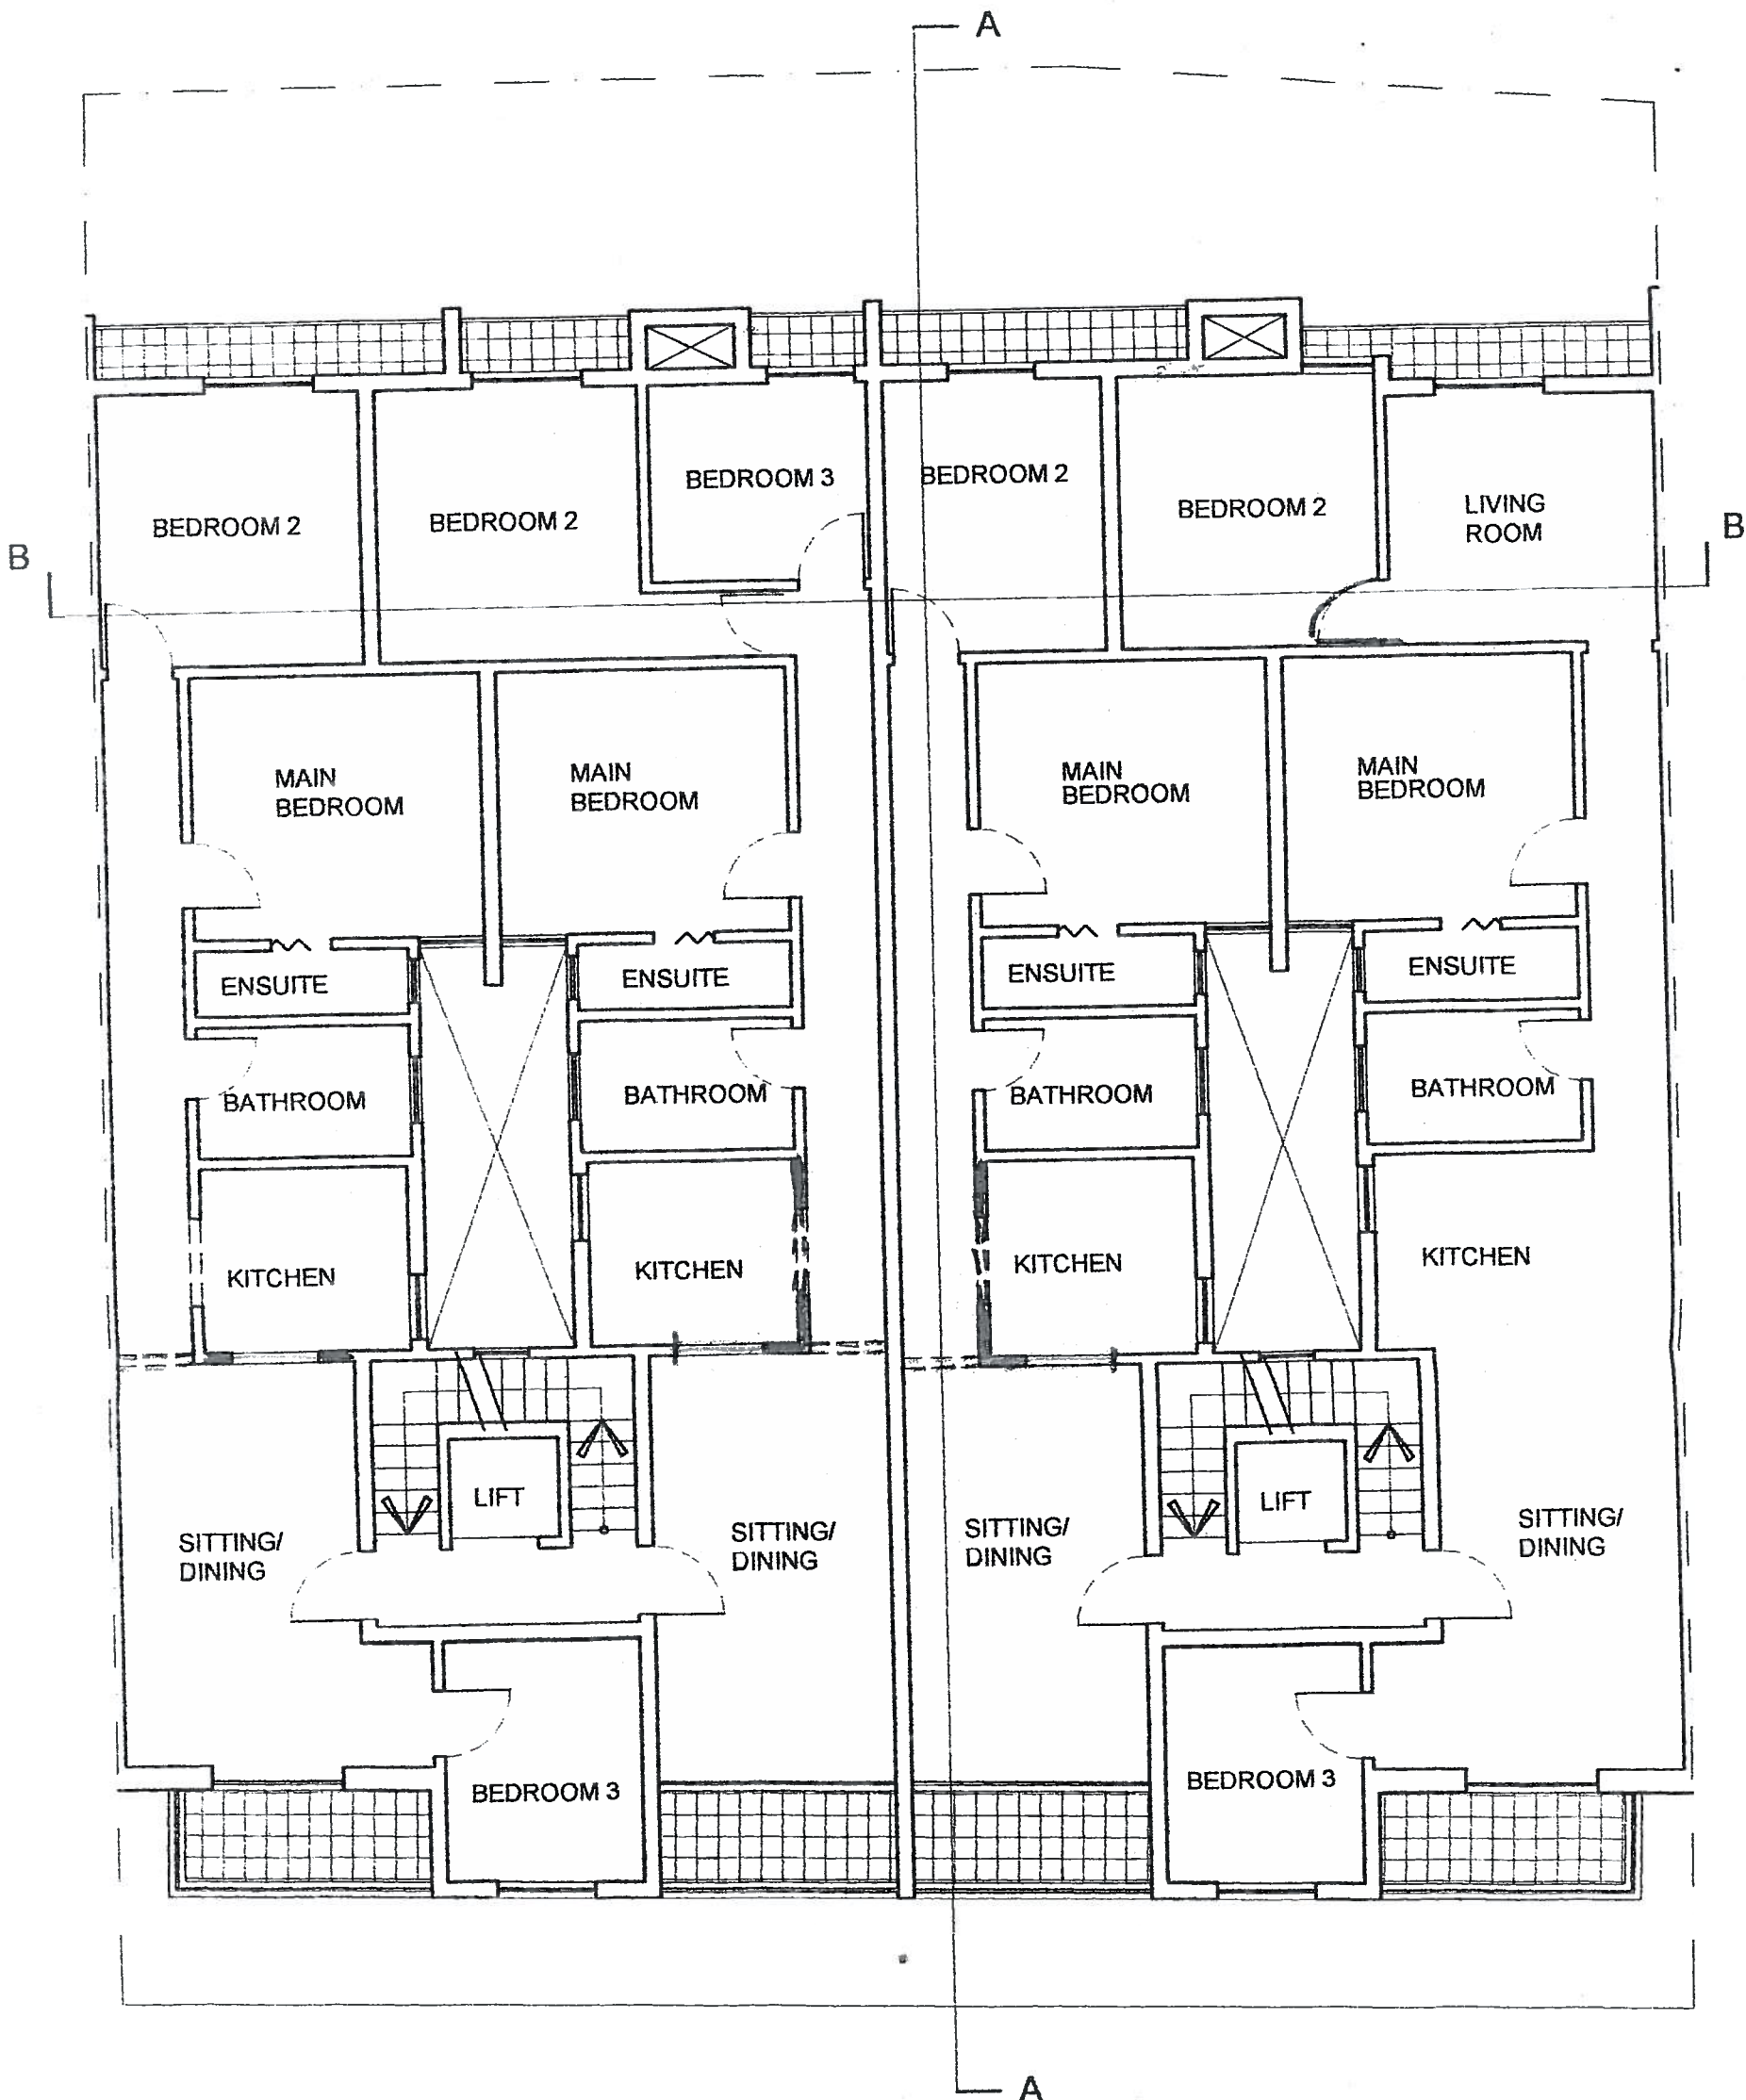 A
BEDROOM 2
BEDROOM 2
BEDROOM 3
BEDROOM 2
BEDROOM 2
LIVING
ROOM
B
B
MAIN
BEDROOM
MAIN
BEDROOM
MAIN
BEDROOM
MAIN
BEDROOM
ENSUITE
ENSUITE
ENSUITE
ENSUITE
BATHROOM
BATHROOM
BATHROOM
BATHROOM
KITCHEN
KITCHEN
KITCHEN
KITCHEN
LIFT
LIFT
SITTING/
DINING
SITTING/
DINING
SITTING/
DINING
SITTING/
DINING
BEDROOM 3
BEDROOM 3
A